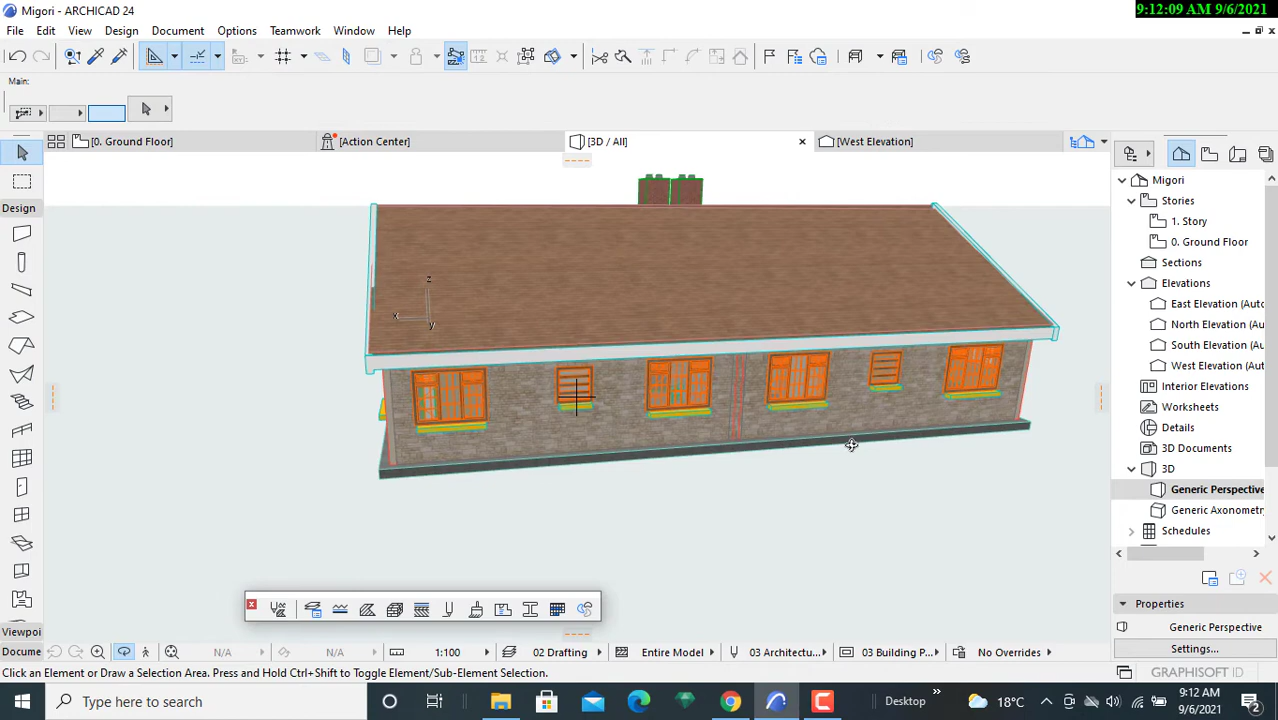 Migori - ARCHICAD 24
9:12:09 AM 9/6/2021
File Edit View Design Document Options Teamwork Window Help
Main:
[0. Ground Floor]
[Action Center]
[3D / All]
[West Elevation]
Design
Migori
Stories
1. Story
0. Ground Floor
Sections
Elevations
East Elevation (Auto
North Elevation (Aut
South Elevation (Aut
West Elevation (Auto
Interior Elevations
Worksheets
Details
3D Documents
3D
Generic Perspective
Generic Axonometry
Schedules
z
x
y
Properties
Generic Perspective
Settings...
Viewpoi
Docume
N/A
N/A
1:100
02 Drafting
Entire Model
03 Architectu...
03 Building P...
No Overrides
Click an Element or Draw a Selection Area. Press and Hold Ctrl+Shift to Toggle Element/Sub-Element Selection.
GRAPHISOFT ID
Type here to search
Desktop
18°C
9:12 AM
9/6/2021
2